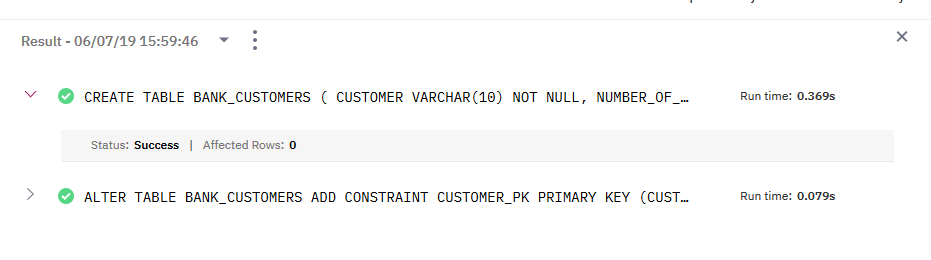 Result - 06/07/19 15:59:46
CREATE TABLE BANK_CUSTOMERS ( CUSTOMER VARCHAR(10) NOT NULL, NUMBER_OF_… Run time: 0.369s
Status: Success | Affected Rows: 0
ALTER TABLE BANK_CUSTOMERS ADD CONSTRAINT CUSTOMER_PK PRIMARY KEY (CUST… Run time: 0.079s